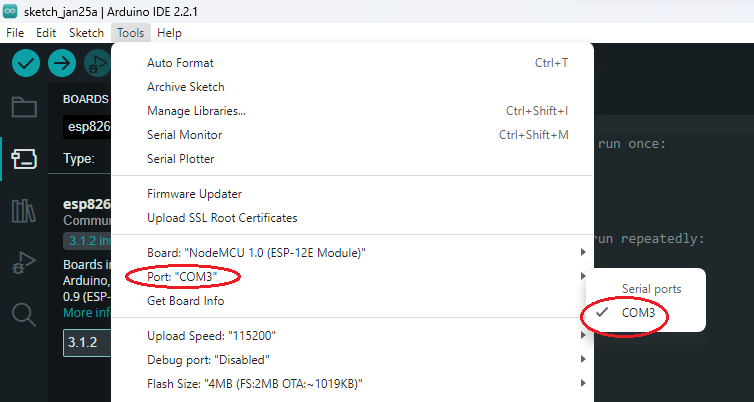 sketch_jan25a | Arduino IDE 2.2.1
File Edit Sketch Tools Help
Auto Format Ctrl+T
BOARDS
Archive Sketch
Manage Libraries... Ctrl+Shift+I
esp826
Serial Monitor Ctrl+Shift+M
run once:
Type:
Serial Plotter
Firmware Updater
esp826
Upload SSL Root Certificates
Commun
3.1.2 ins
run repeatedly:
Board: "NodeMCU 1.0 (ESP-12E Module)"
Boards in
Port: "COM3"
Arduino,
Serial ports
0.9 (ESP-
Get Board Info
More info
COM3
Upload Speed: "115200"
3.1.2
Debug port: "Disabled"
Flash Size: "4MB (FS:2MB OTA:~1019KB)"